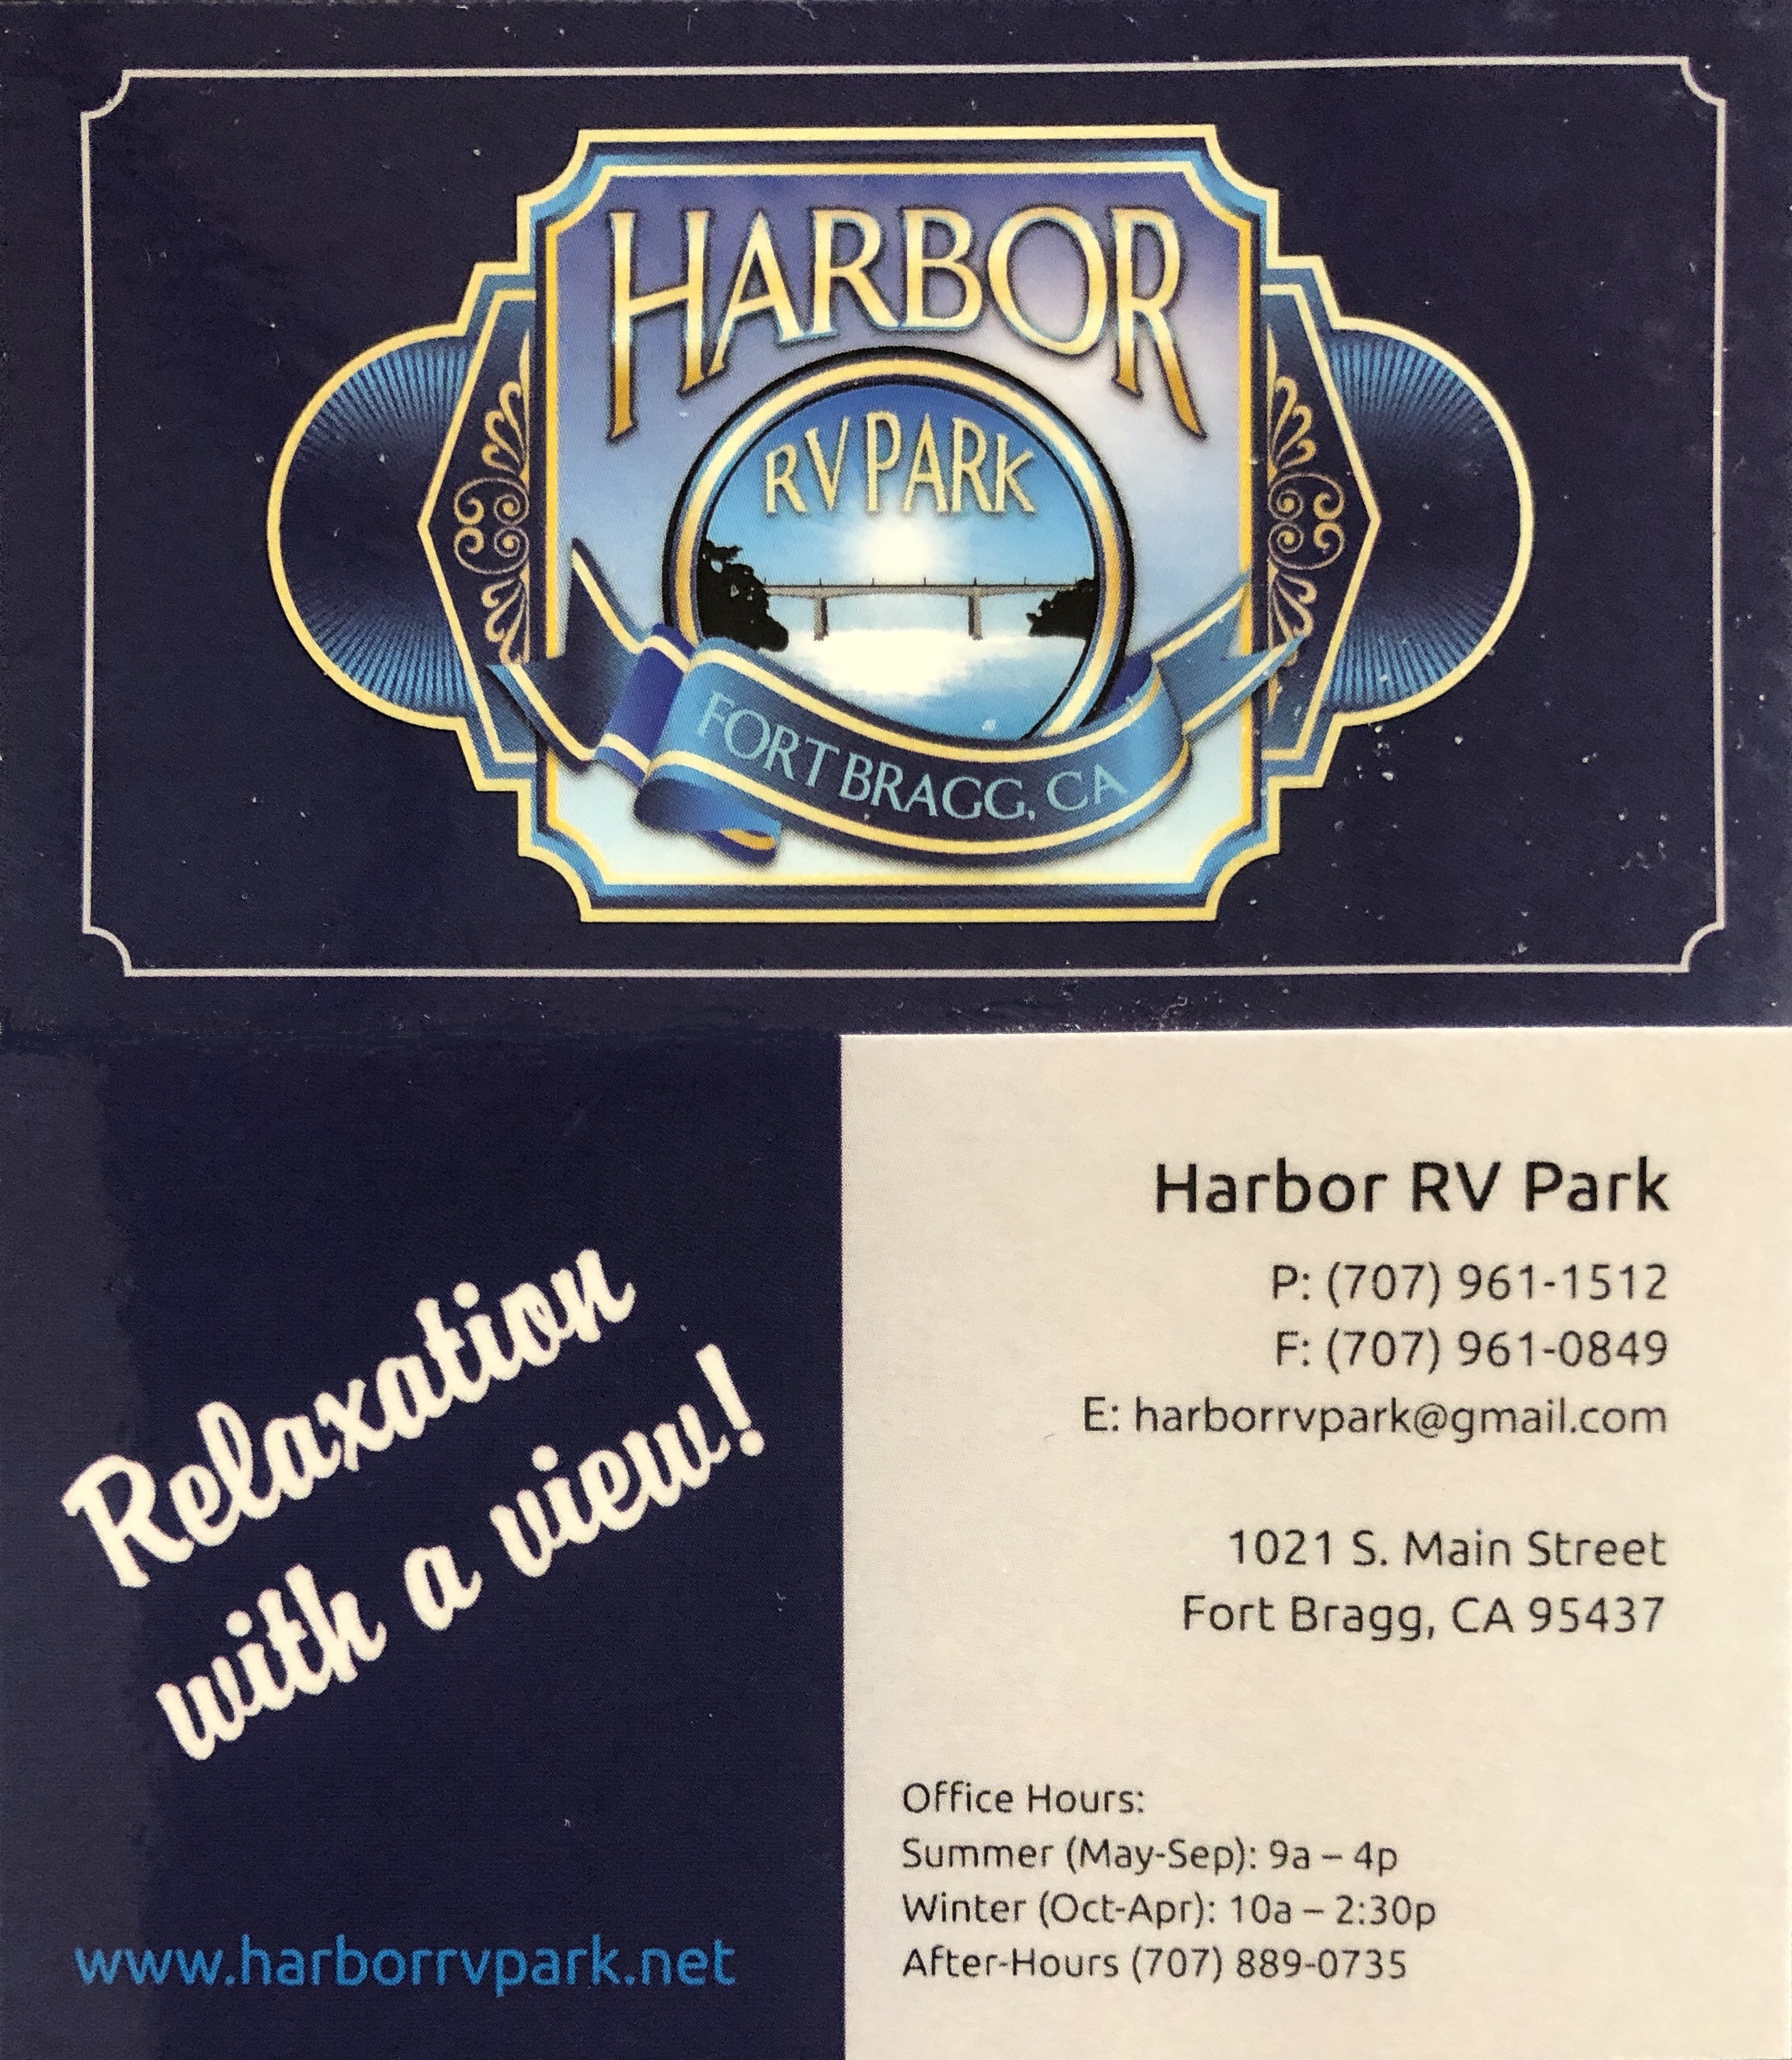 HARBOR
RV PARK
FORT BRAGG, CA
Relaxation
with a view!
www.harborrvpark.net
Harbor RV Park
P: (707) 961-1512
F: (707) 961-0849
E: harborrvpark@gmail.com
1021 S. Main Street
Fort Bragg, CA 95437
Office Hours:
Summer (May-Sep): 9a – 4p
Winter (Oct-Apr): 10a – 2:30p
After-Hours (707) 889-0735